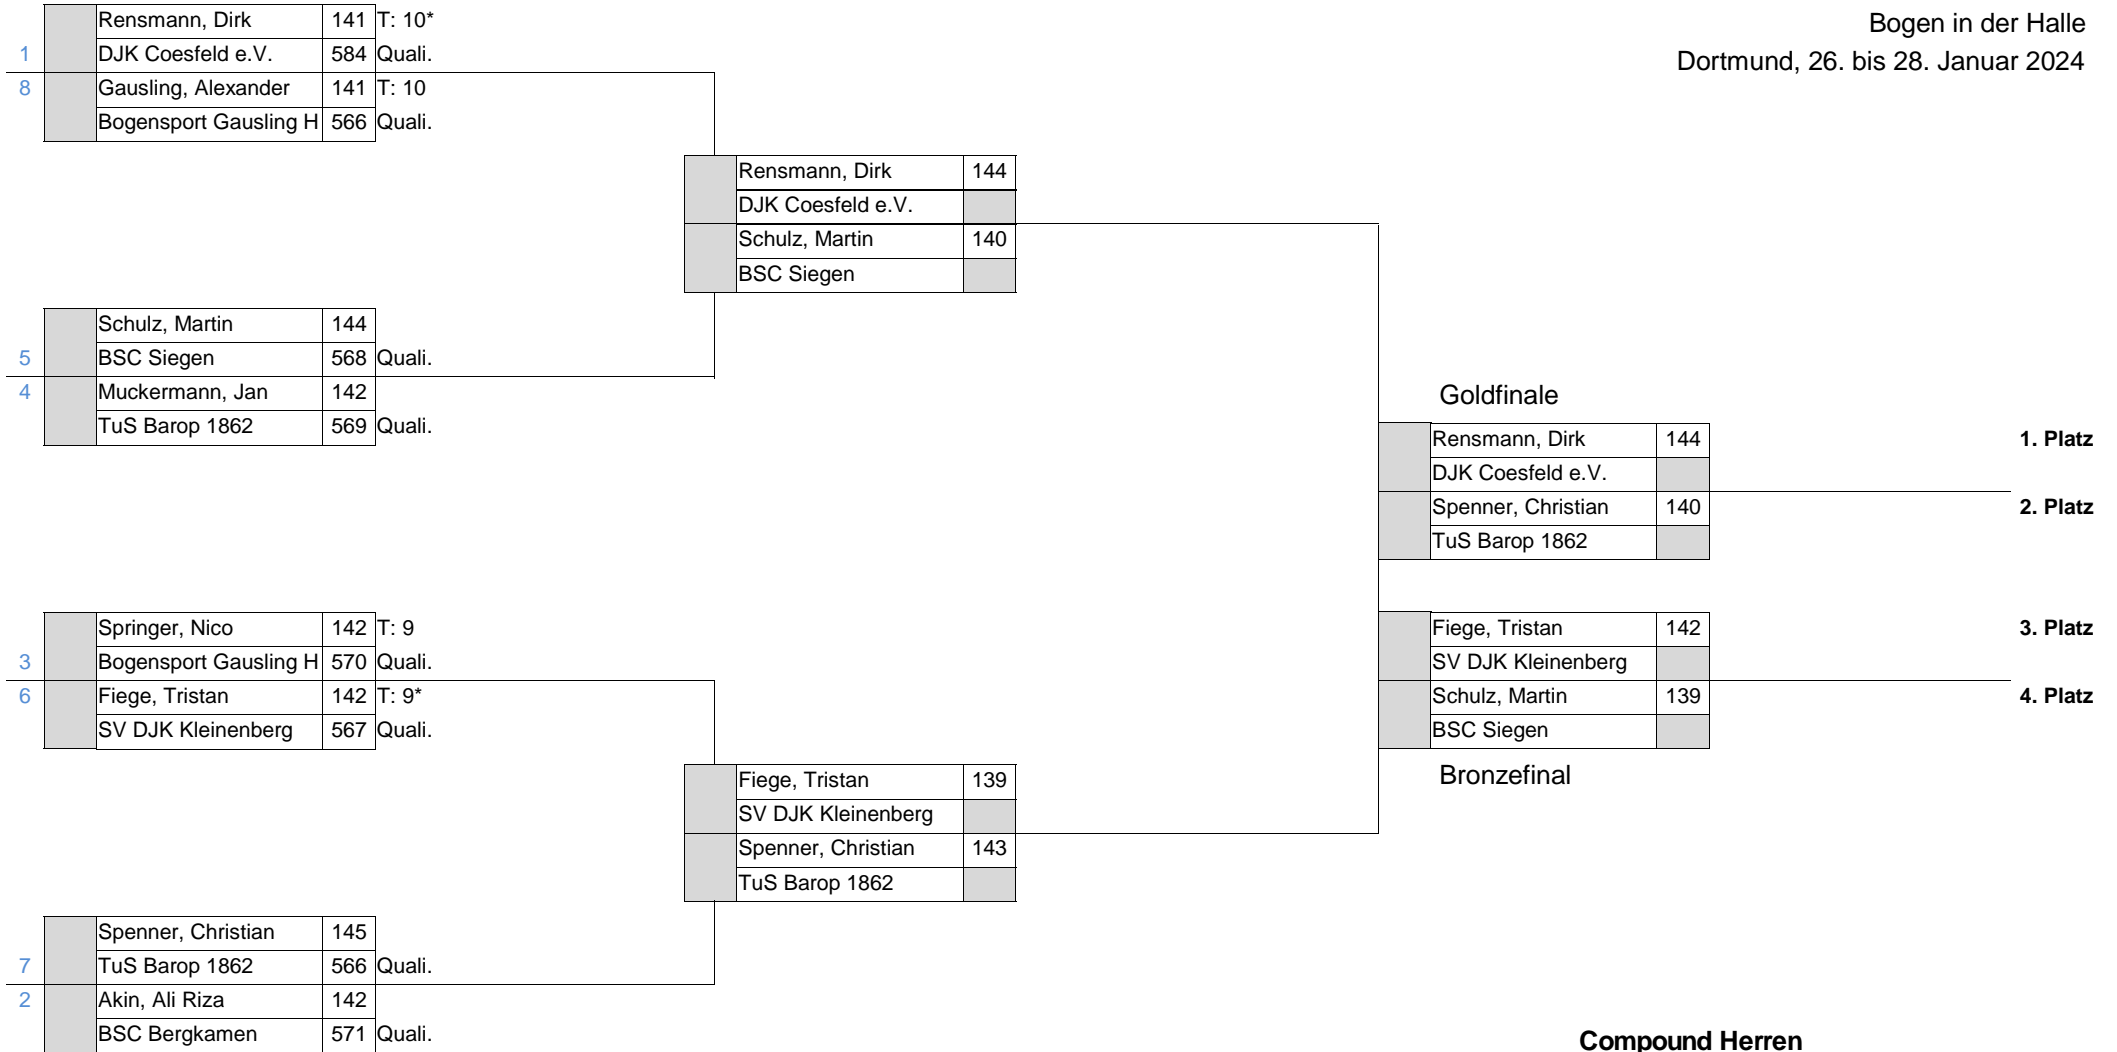 Bogen in der Halle
Dortmund, 26. bis 28. Januar 2024
Rensmann, Dirk 141 T: 10*
1 DJK Coesfeld e.V. 584 Quali.
8 Gausling, Alexander 141 T: 10
Bogensport Gausling H 566 Quali.
Rensmann, Dirk 144
DJK Coesfeld e.V.
Schulz, Martin 140
BSC Siegen
Schulz, Martin 144
5 BSC Siegen 568 Quali.
4 Muckermann, Jan 142
TuS Barop 1862 569 Quali.
Goldfinale
Rensmann, Dirk 144 1. Platz
DJK Coesfeld e.V.
Spenner, Christian 140 2. Platz
TuS Barop 1862
Springer, Nico 142 T: 9
3 Bogensport Gausling H 570 Quali.
6 Fiege, Tristan 142 T: 9*
SV DJK Kleinenberg 567 Quali.
Fiege, Tristan 142 3. Platz
SV DJK Kleinenberg
Schulz, Martin 139 4. Platz
BSC Siegen
Bronzefinal
Fiege, Tristan 139
SV DJK Kleinenberg
Spenner, Christian 143
TuS Barop 1862
Spenner, Christian 145
7 TuS Barop 1862 566 Quali.
2 Akin, Ali Riza 142
BSC Bergkamen 571 Quali.
Compound Herren